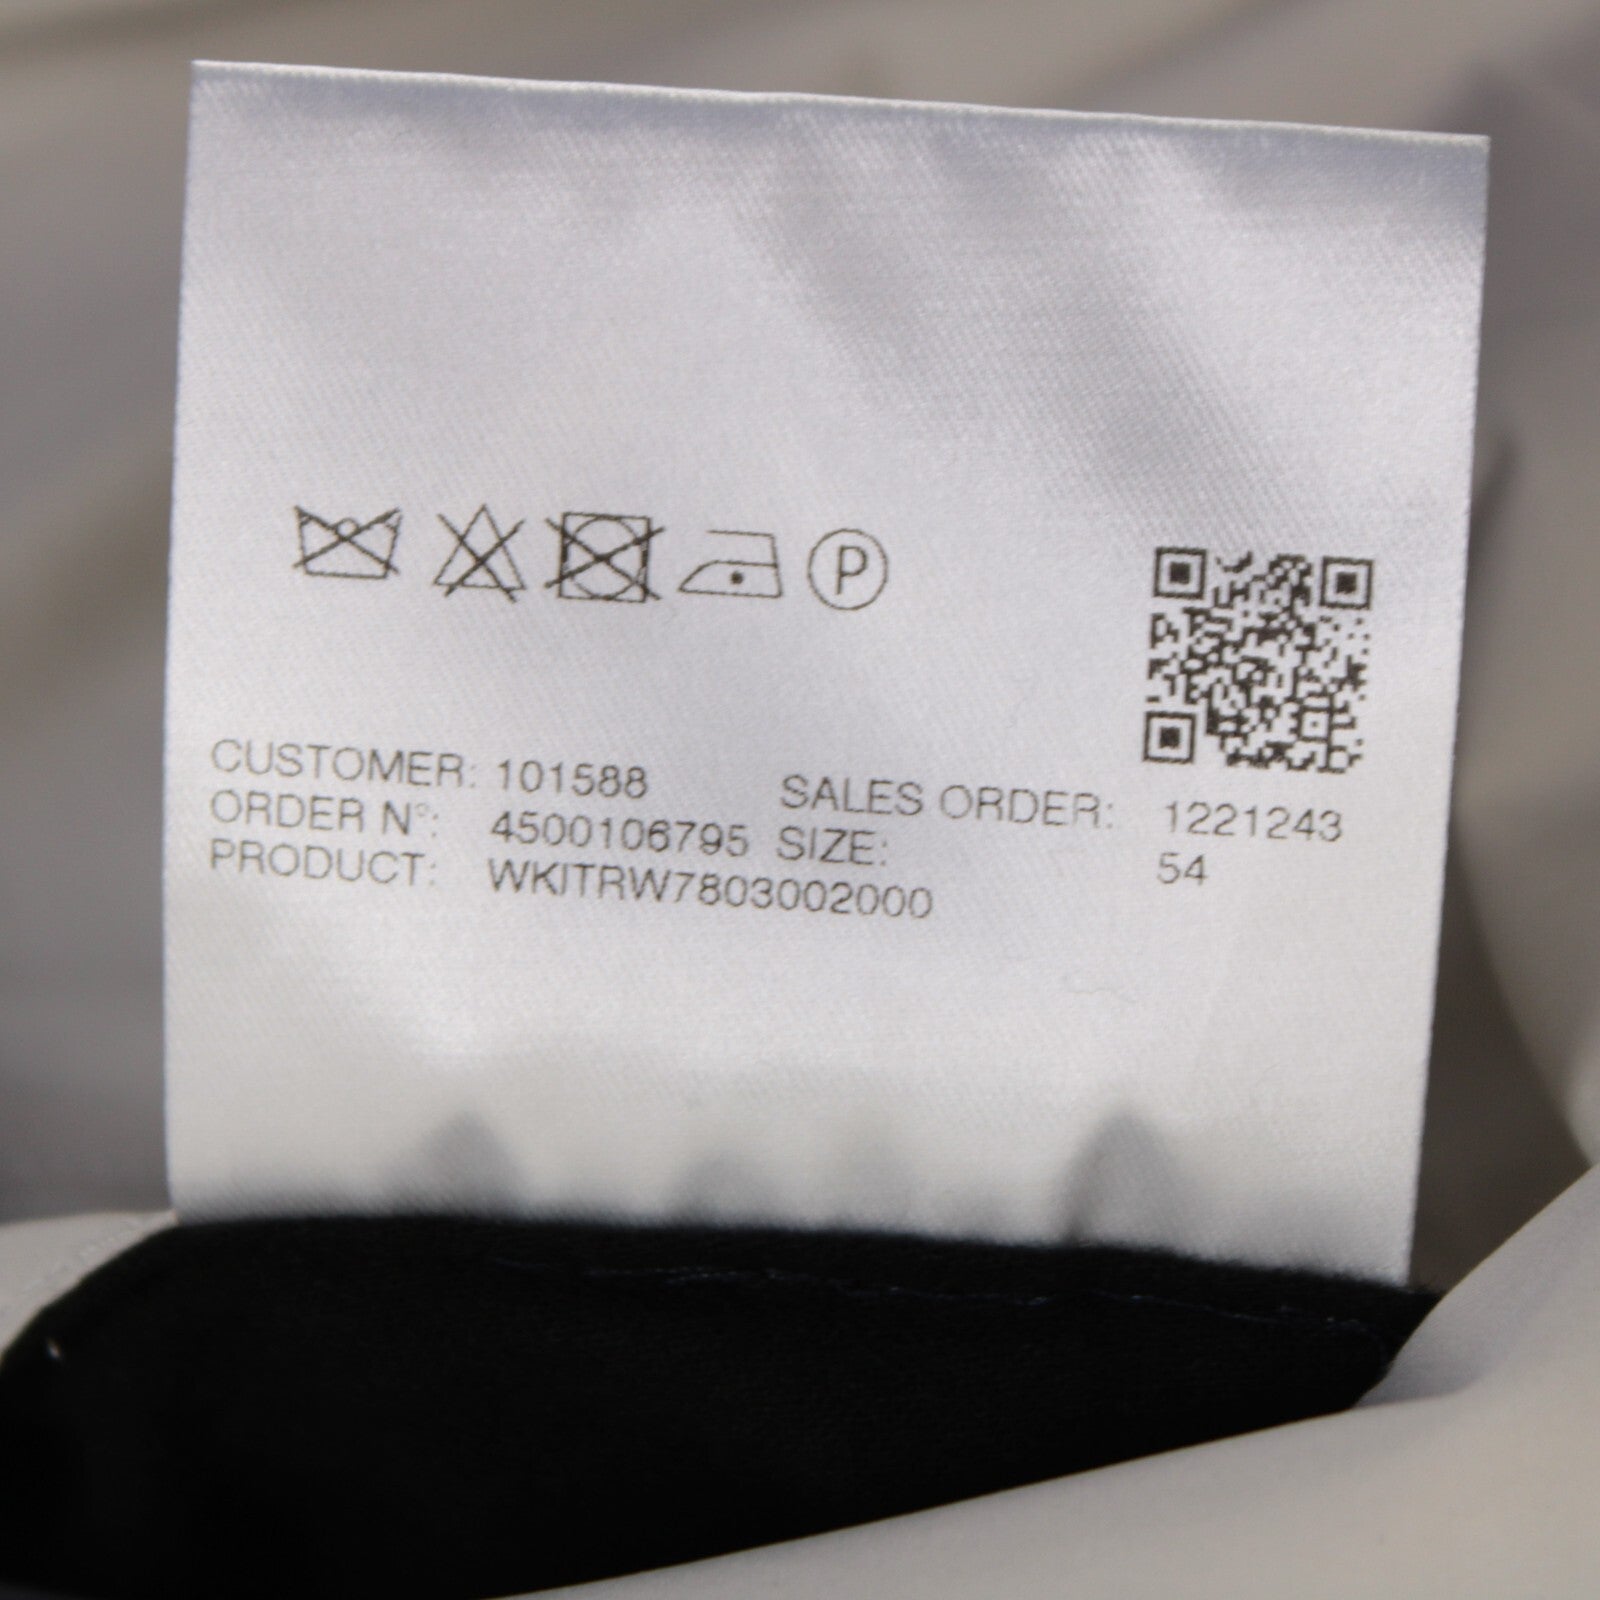 P
CUSTOMER: 101588 SALES ORDER: 1221243
ORDER N°: 4500106795 SIZE: 54
PRODUCT: WKITRW7803002000